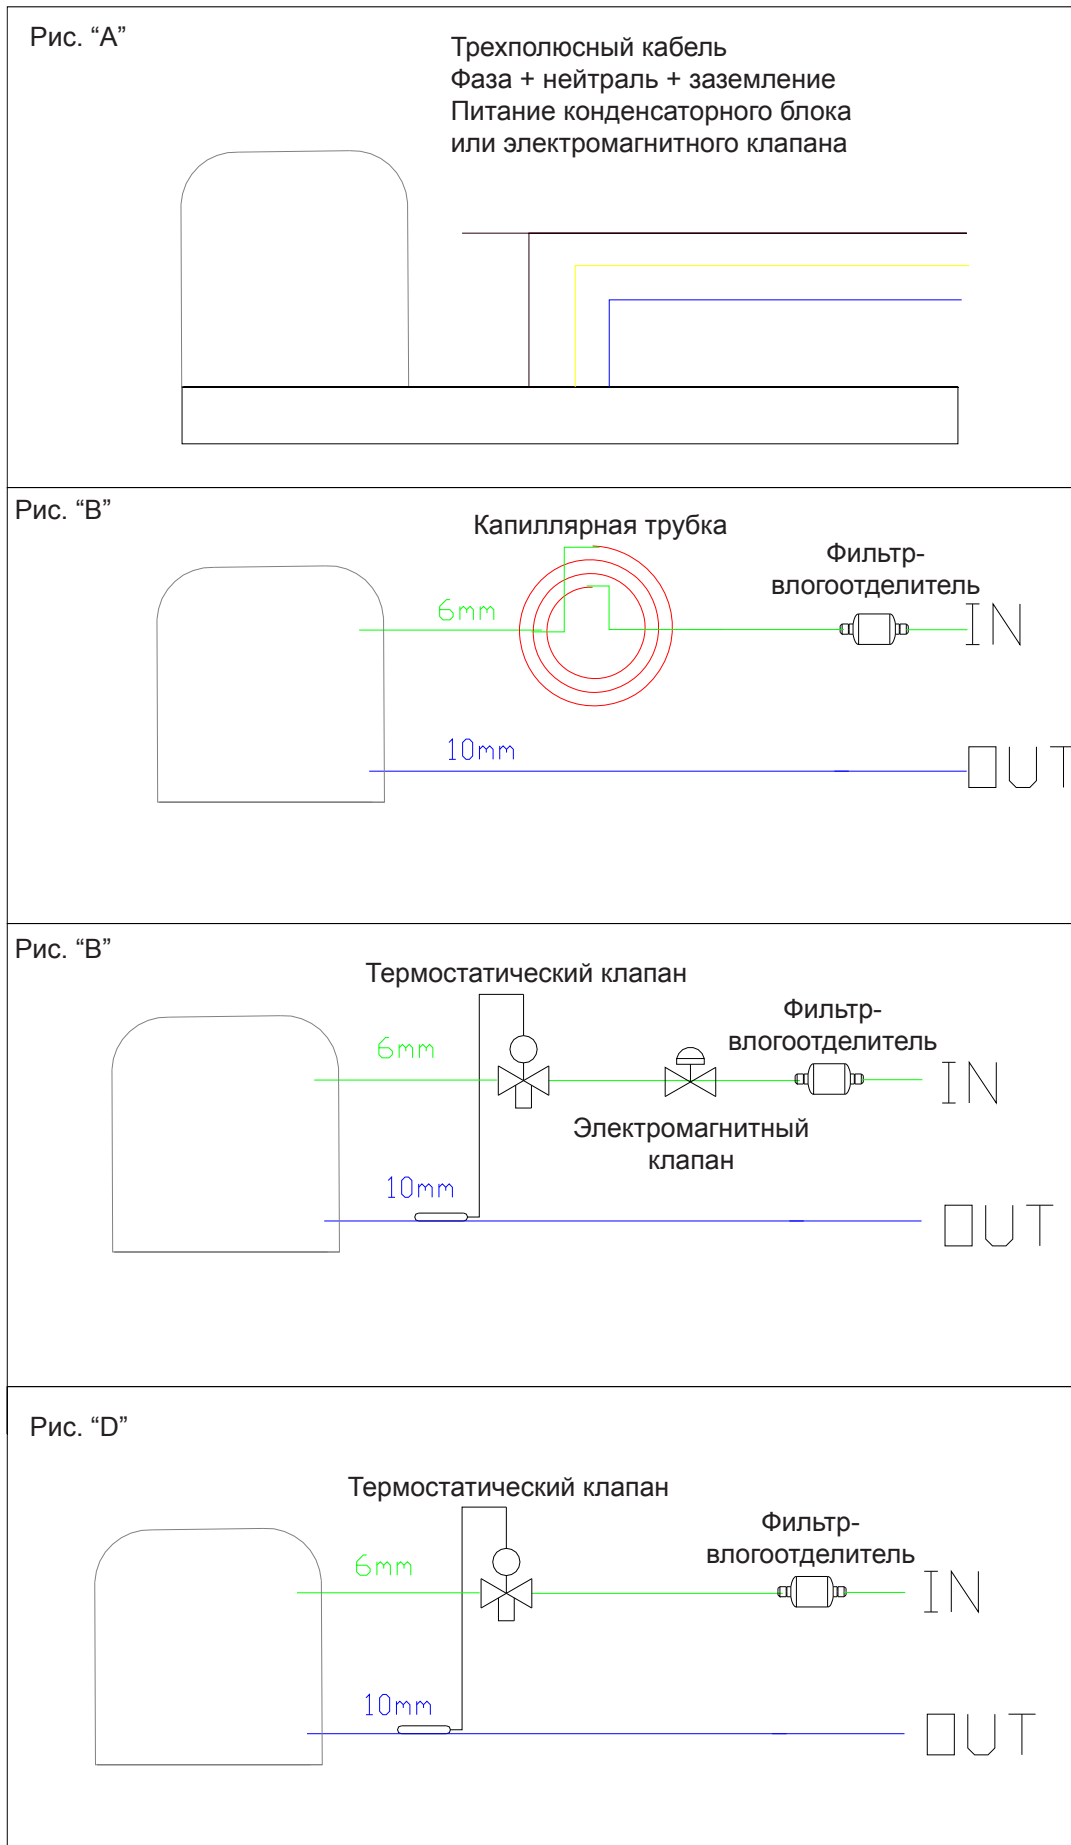 Рис. “A”
Трехполюсный кабель
Фаза + нейтраль + заземление
Питание конденсаторного блока
или электромагнитного клапана
Рис. “B”
Капиллярная трубка
Фильтр-
влогоотделитель
6mm
IN
10mm
OUT
Рис. “B”
Термостатический клапан
Фильтр-
влогоотделитель
6mm
IN
Электромагнитный
клапан
10mm
OUT
Рис. “D”
Термостатический клапан
Фильтр-
влогоотделитель
6mm
IN
10mm
OUT